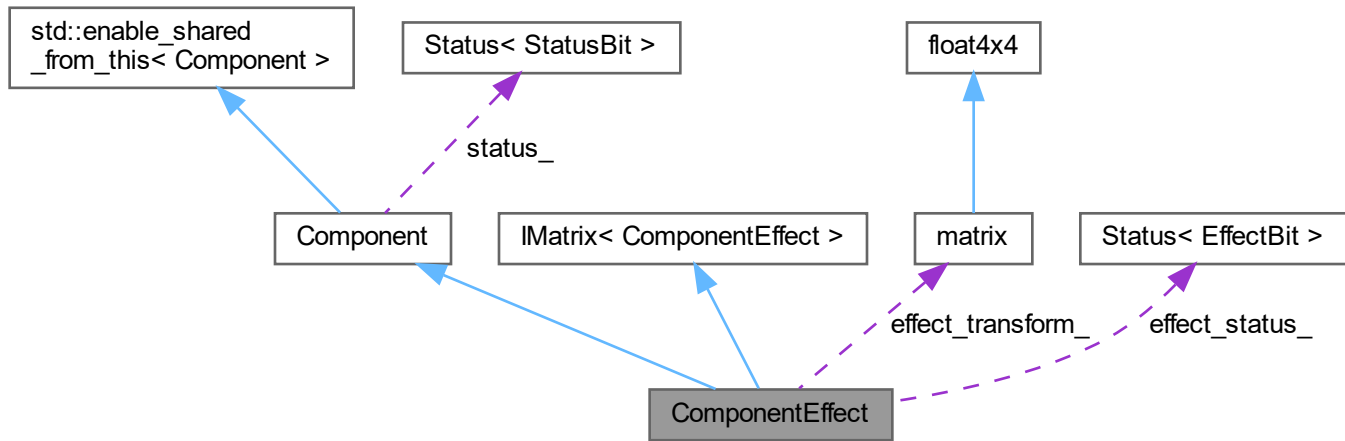 std::enable_shared
_from_this< Component >
Status< StatusBit >
float4x4
status_
Component
IMatrix< ComponentEffect >
matrix
Status< EffectBit >
effect_transform_
effect_status_
ComponentEffect